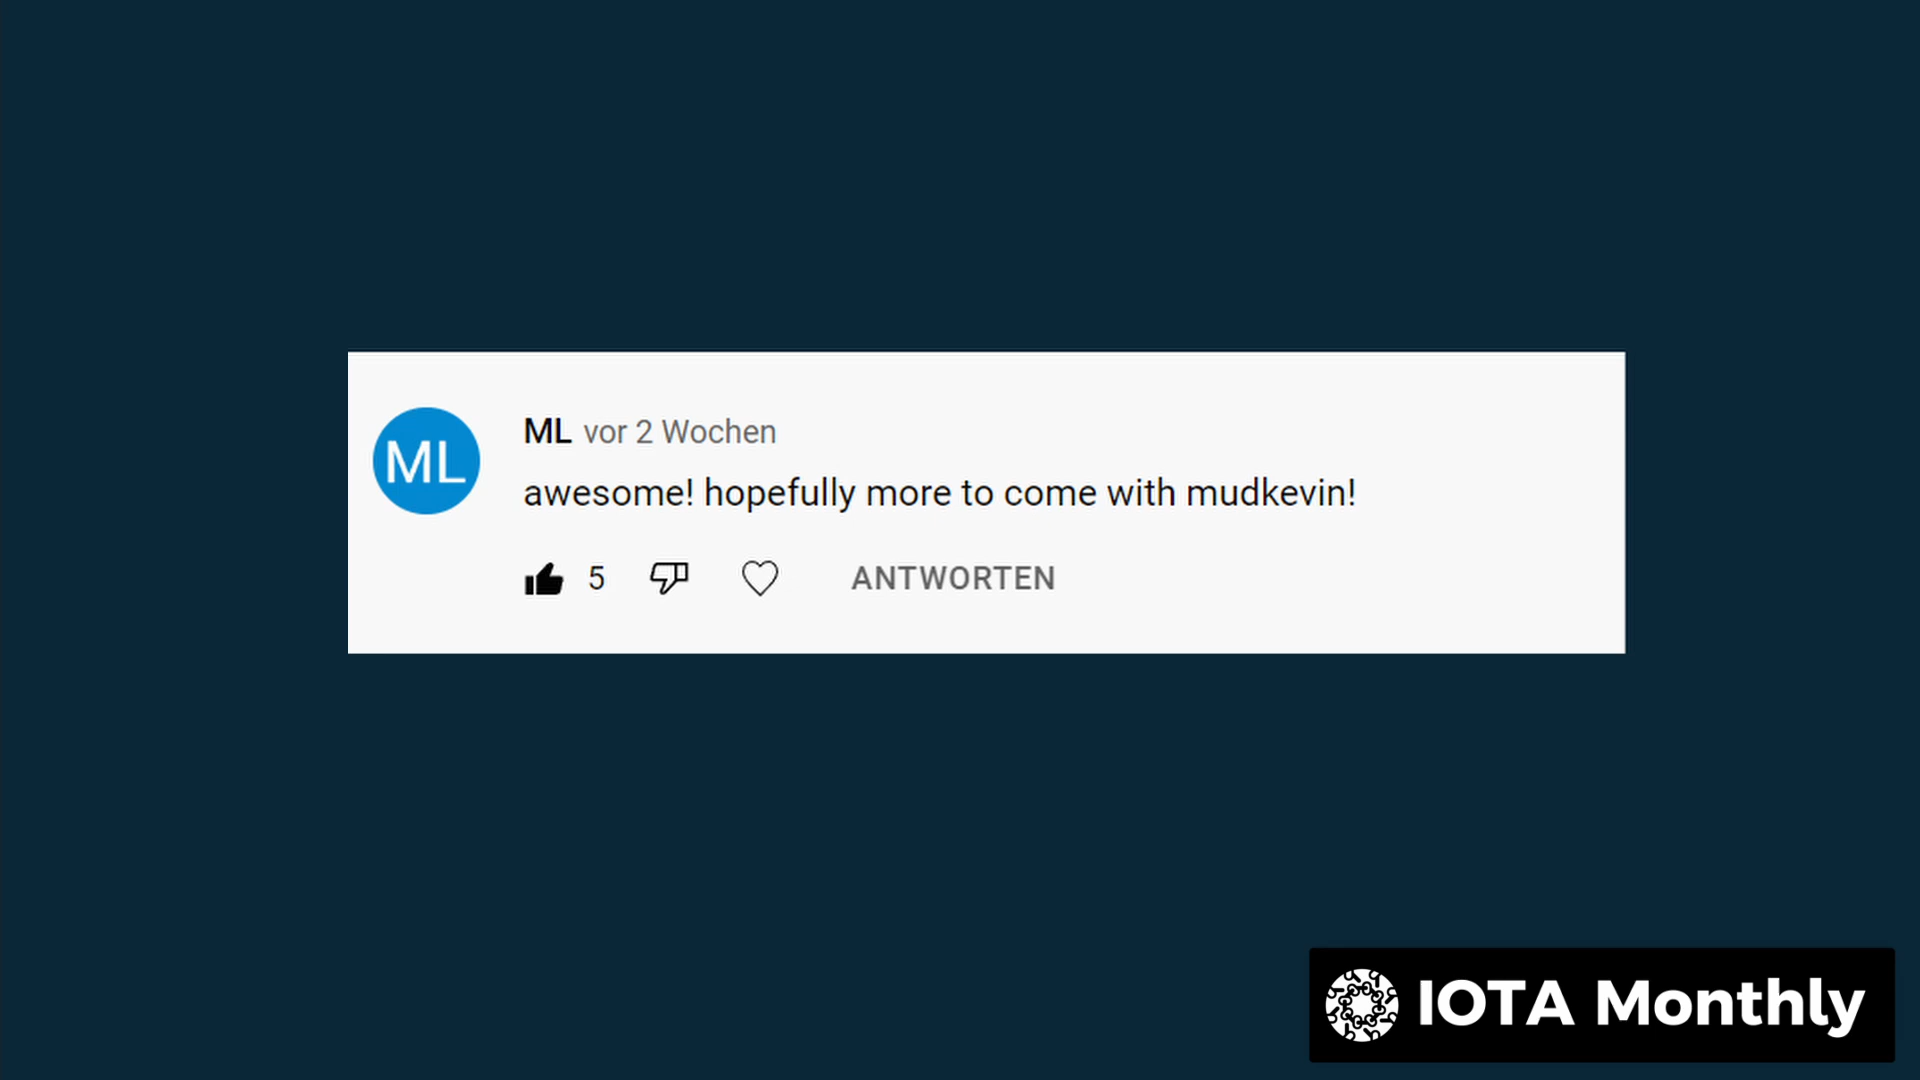 ML
ML vor 2 Wochen
awesome! hopefully more to come with mudkevin!
5 ANTWORTEN
IOTA Monthly